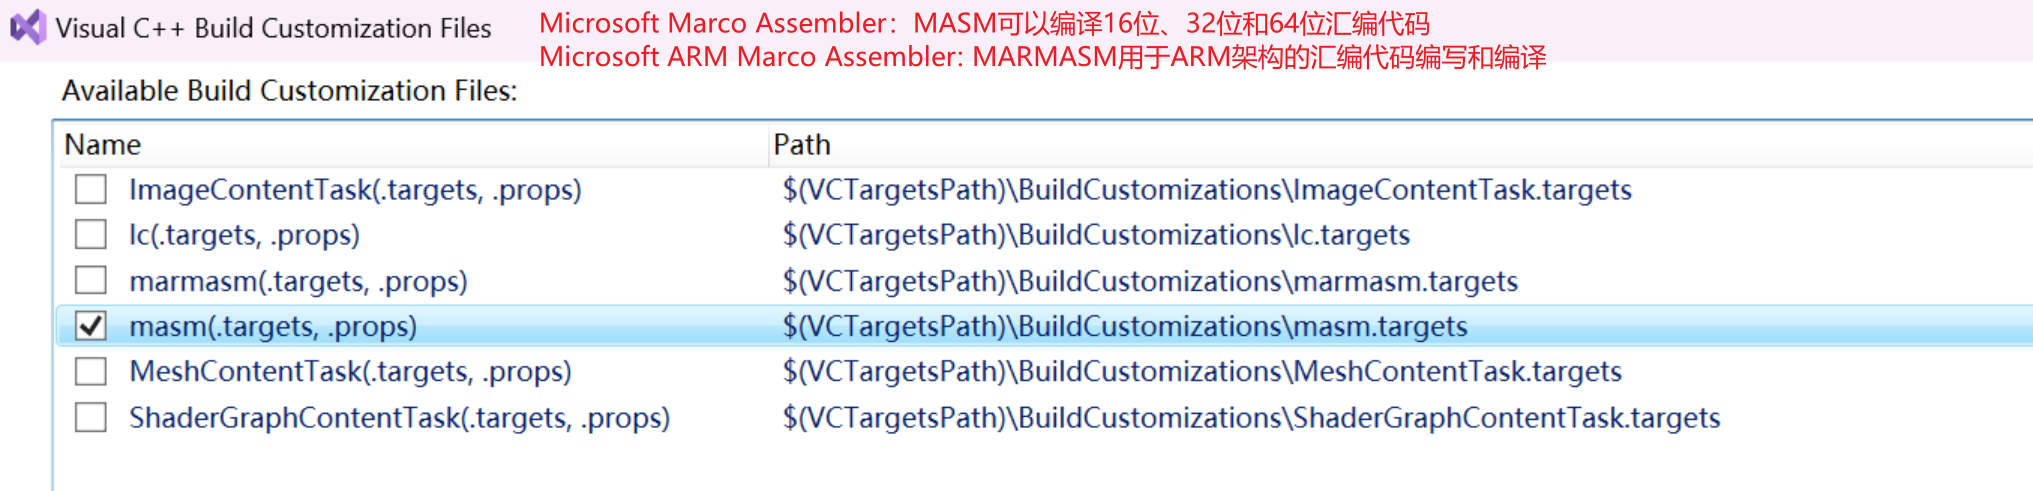 Visual C++ Build Customization Files
Microsoft Marco Assembler：MASM可以编译16位、32位和64位汇编代码
Microsoft ARM Marco Assembler: MARMASM用于ARM架构的汇编代码编写和编译
Available Build Customization Files:
Name Path
ImageContentTask(.targets, .props) $(VCTargetsPath)\BuildCustomizations\ImageContentTask.targets
lc(.targets, .props) $(VCTargetsPath)\BuildCustomizations\lc.targets
marmasm(.targets, .props) $(VCTargetsPath)\BuildCustomizations\marmasm.targets
masm(.targets, .props) $(VCTargetsPath)\BuildCustomizations\masm.targets
MeshContentTask(.targets, .props) $(VCTargetsPath)\BuildCustomizations\MeshContentTask.targets
ShaderGraphContentTask(.targets, .props) $(VCTargetsPath)\BuildCustomizations\ShaderGraphContentTask.targets